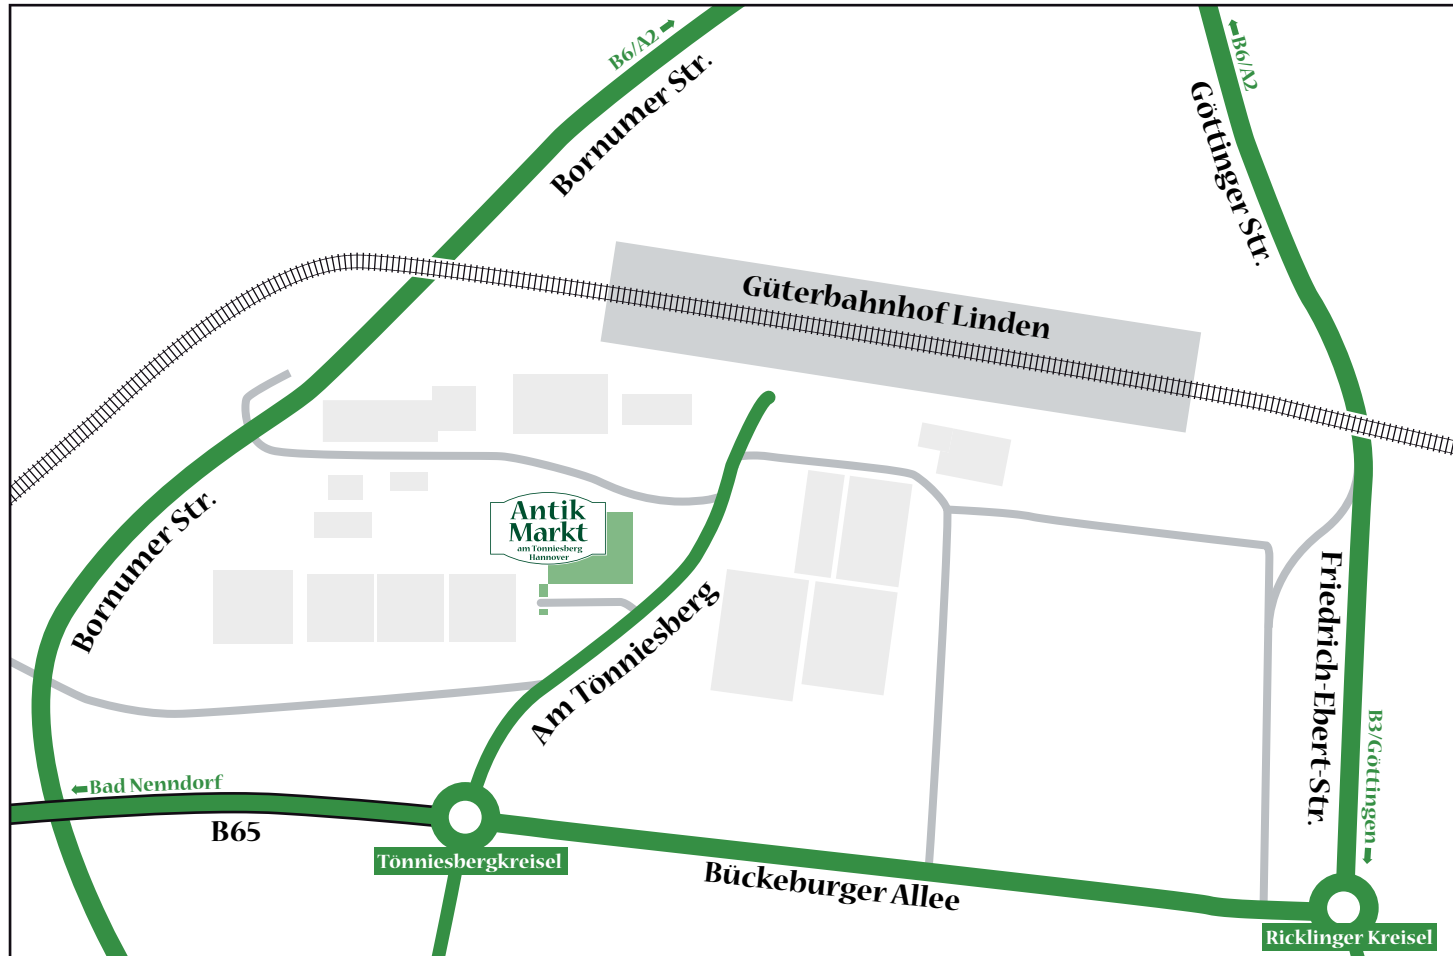 B6/A2
B6/A2
Bornumer Str.
Göttinger Str.
Güterbahnhof Linden
Antik
Markt
am Tönniesberg
Hannover
Bornumer Str.
Am Tönniesberg
Friedrich-Ebert-Str.
B3/Göttingen
Bad Nenndorf
B65
Tönniesbergkreisel
Bückeburger Allee
Ricklinger Kreisel